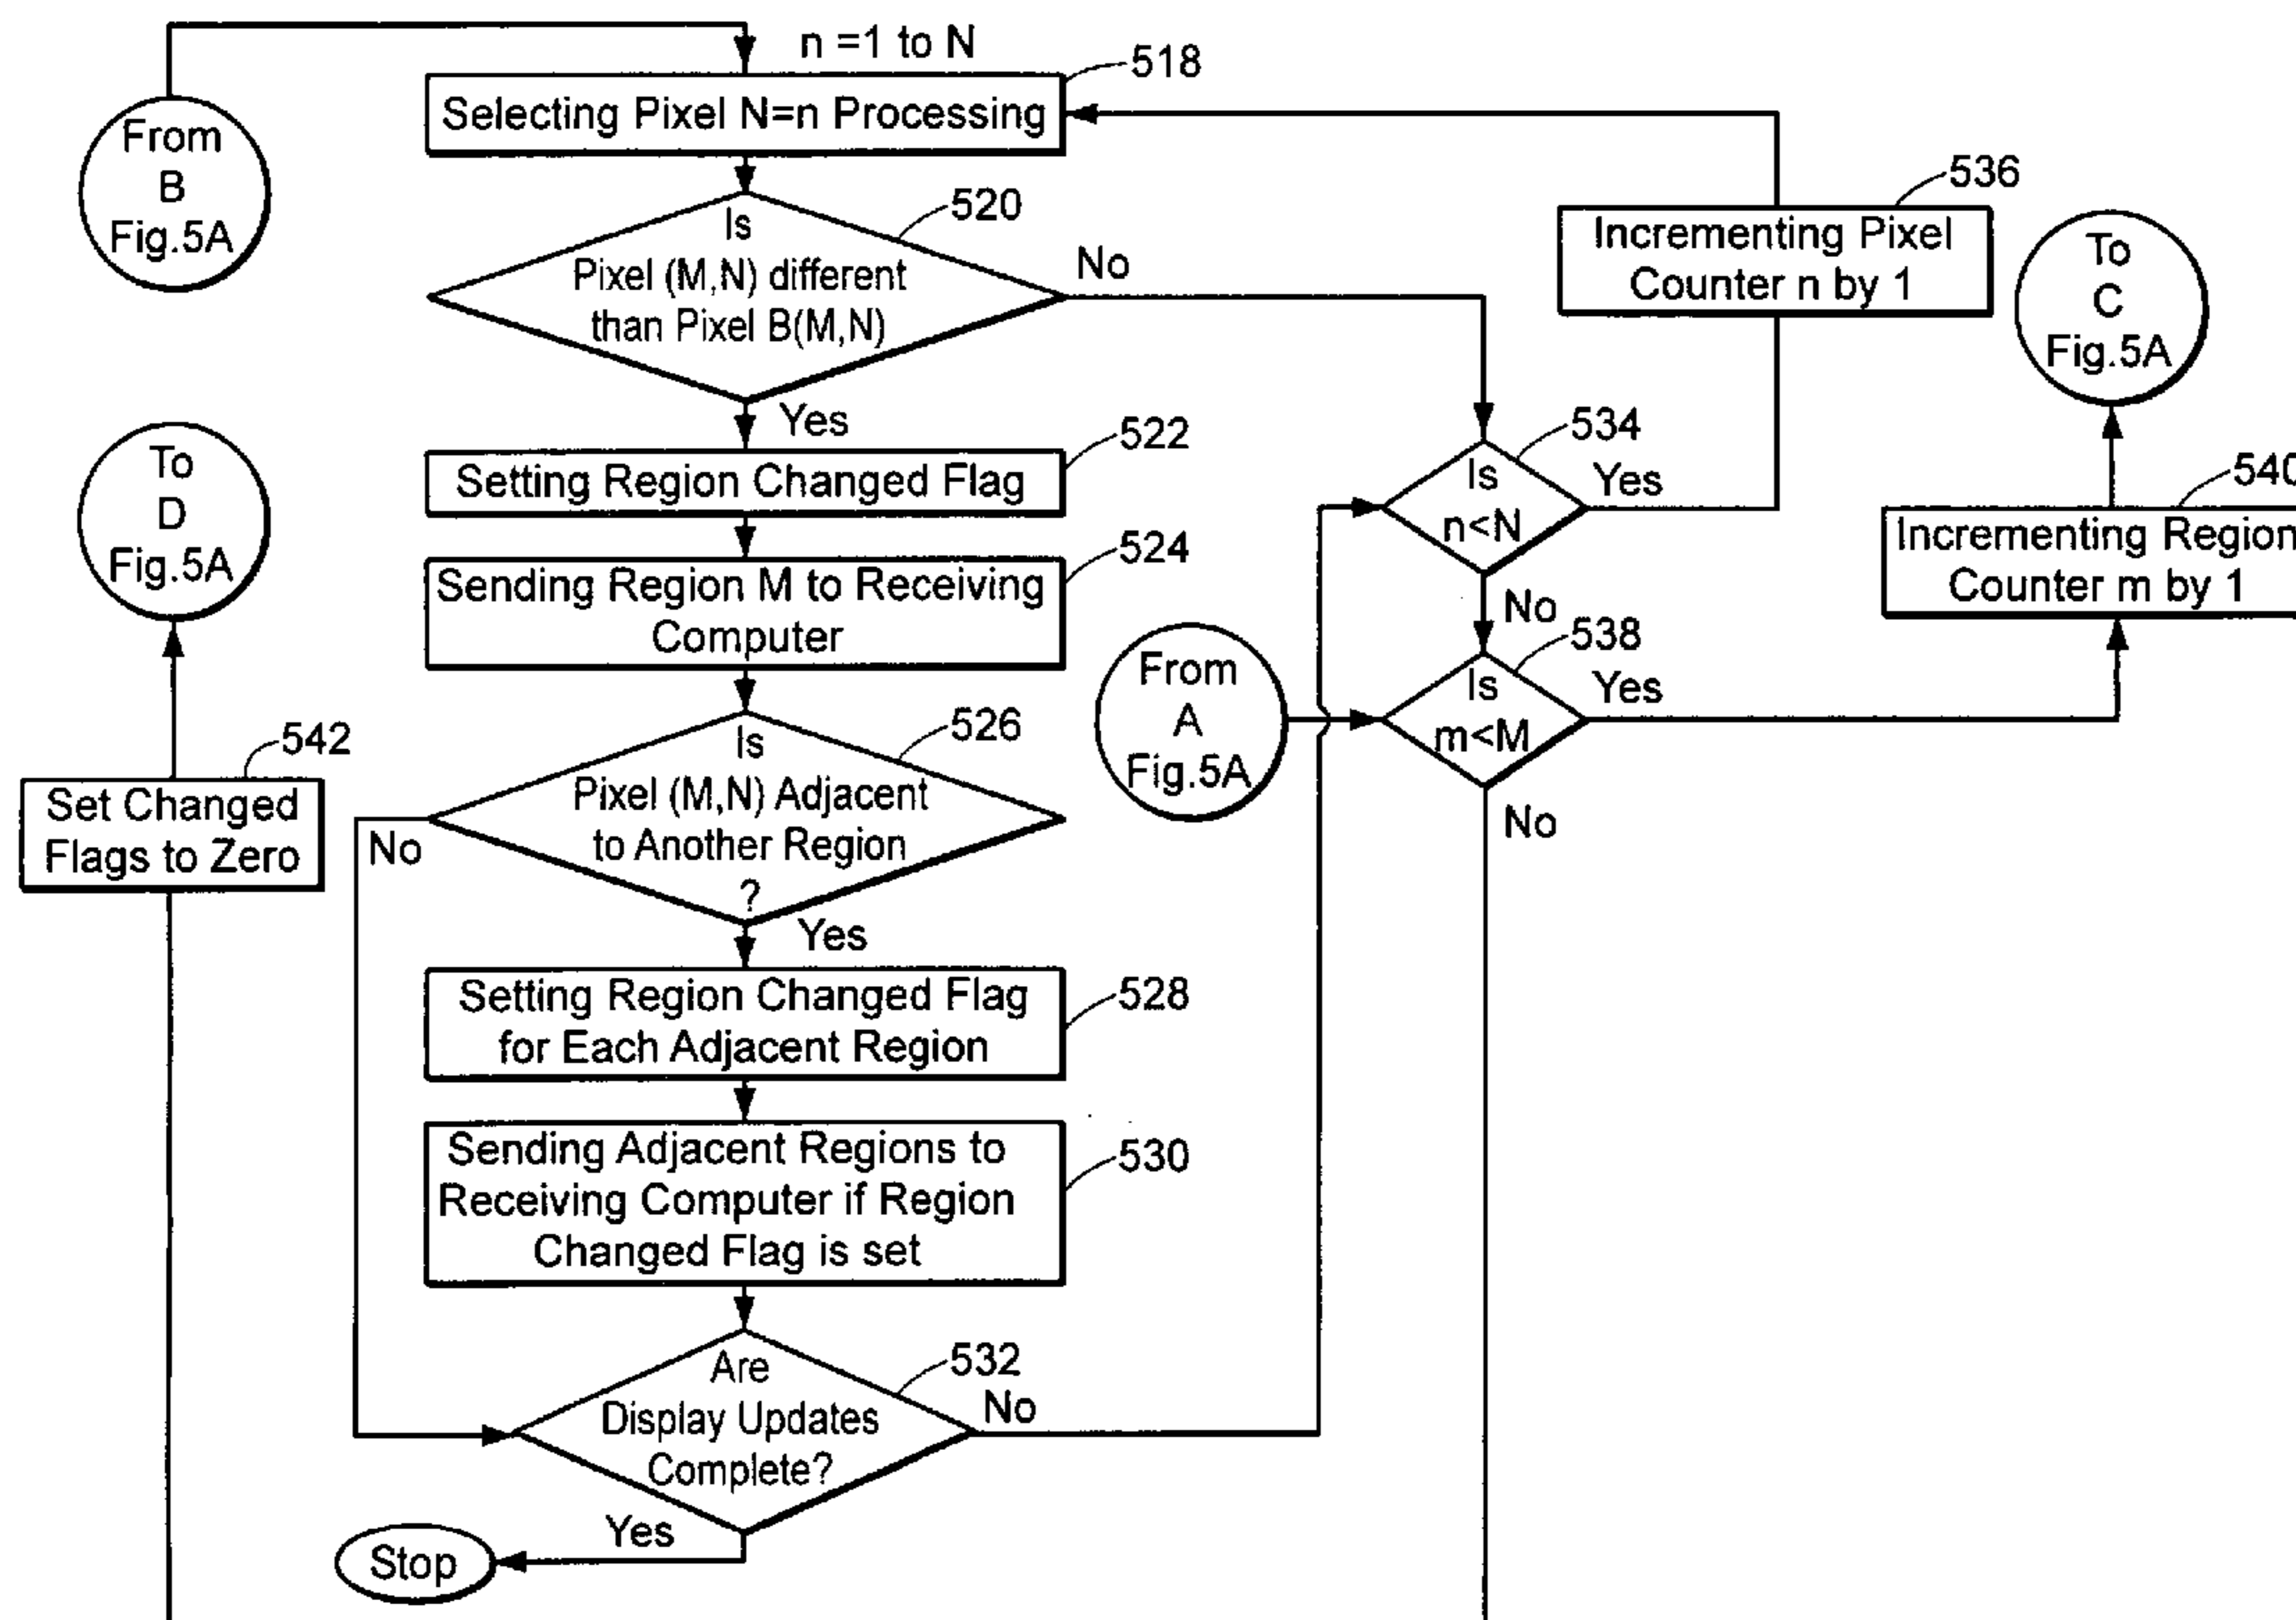 n =1 to N
518
Selecting Pixel N=n Processing
From
B
Fig.5A
520
Is
Pixel (M,N) different
than Pixel B(M,N)
No
Yes
536
Incrementing Pixel
Counter n by 1
To
C
Fig.5A
522
Setting Region Changed Flag
534
Is
n<N
Yes
No
540
Incrementing Region
Counter m by 1
To
D
Fig.5A
524
Sending Region M to Receiving
Computer
From
A
Fig.5A
538
Is
m<M
Yes
No
542
Set Changed
Flags to Zero
526
Is
Pixel (M,N) Adjacent
to Another Region
?
No
Yes
528
Setting Region Changed Flag
for Each Adjacent Region
530
Sending Adjacent Regions to
Receiving Computer if Region
Changed Flag is set
532
Are
Display Updates
Complete?
No
Yes
Stop